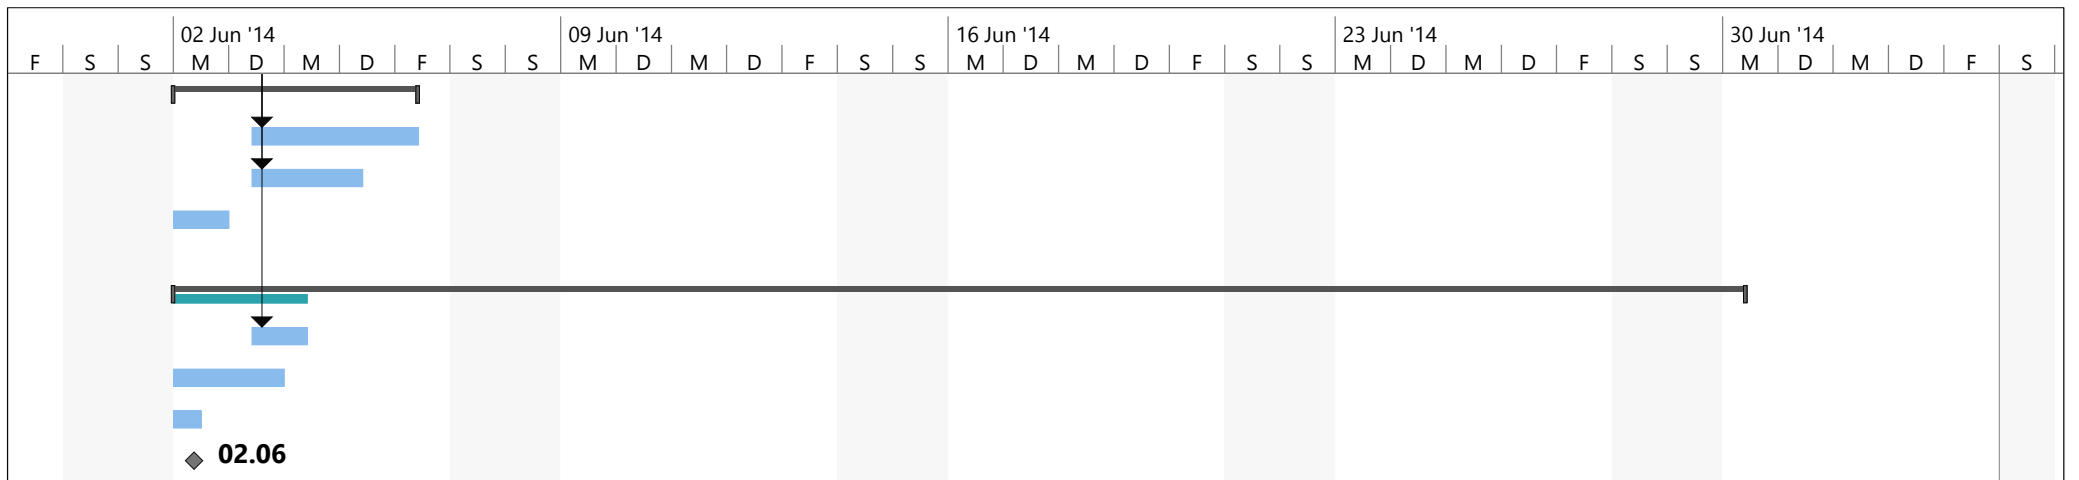 02 Jun '14 09 Jun '14 16 Jun '14 23 Jun '14 30 Jun '14
F S S M D M D F S S M D M D F S S M D M D F S S M D M D F S S M D M D F S
02.06